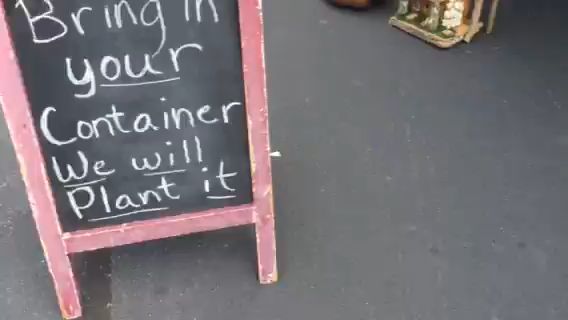 Bring in
your
Container
We will
Plant it